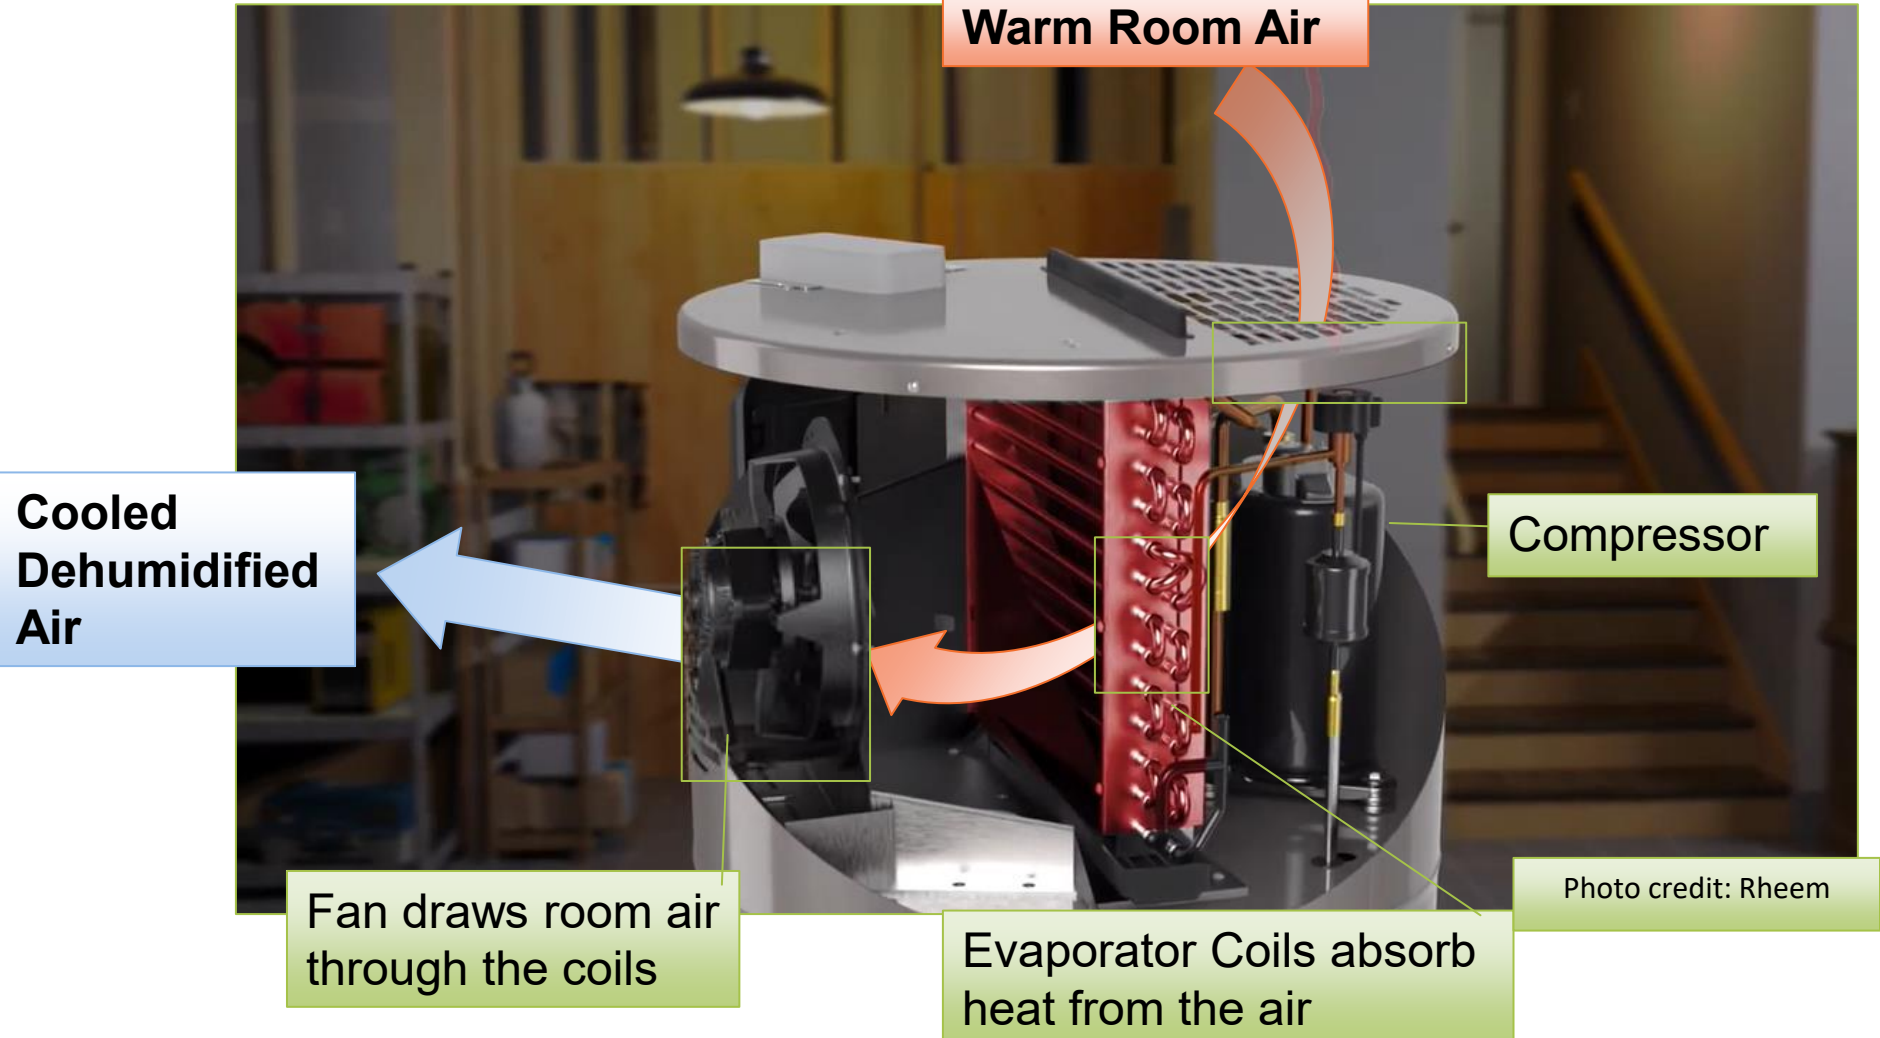 Warm Room Air
Cooled
Dehumidified
Air
Compressor
Photo credit: Rheem
Fan draws room air
through the coils
Evaporator Coils absorb
heat from the air